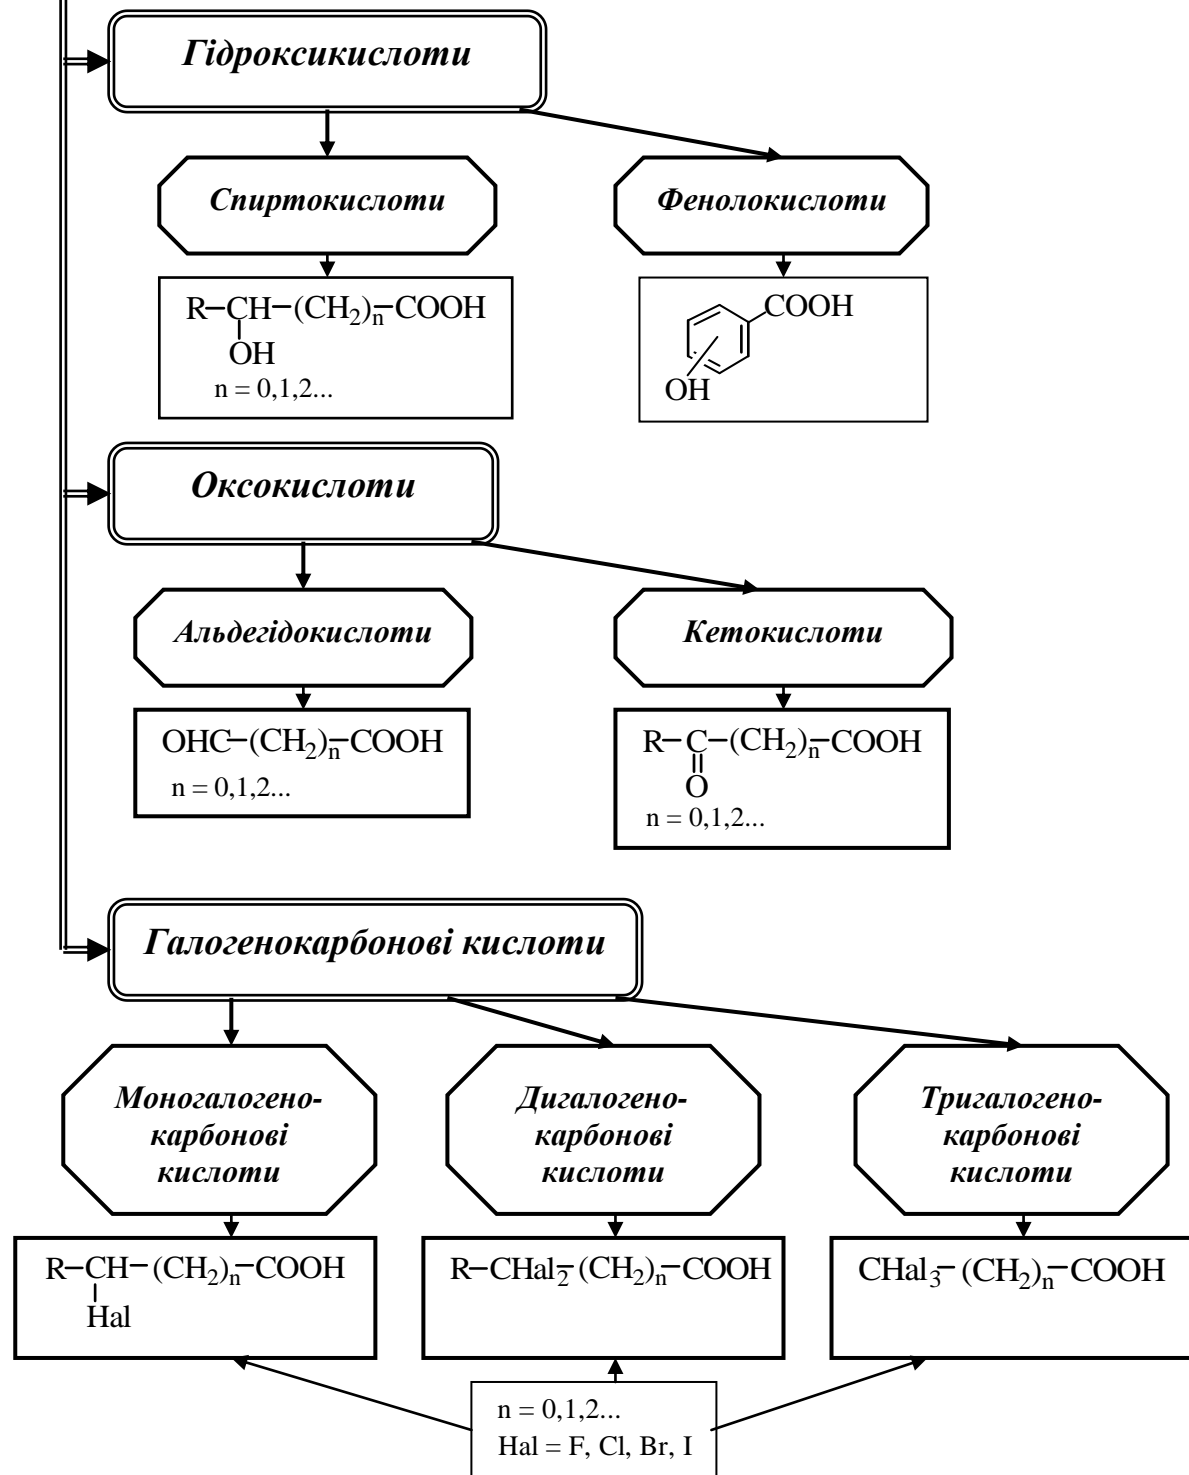 Гідроксикислоти
Спиртокислоти
Фенолокислоти
R–CH–(CH₂)ₙ–COOH
OH
n = 0,1,2...
COOH
OH
Оксокислоти
Альдегідокислоти
Кетокислоти
OHC–(CH₂)ₙ–COOH
n = 0,1,2...
R–C–(CH₂)ₙ–COOH
O
n = 0,1,2...
Галогенокарбонові кислоти
Моногалогено-
карбонові
кислоти
Дигалогено-
карбонові
кислоти
Тригалогено-
карбонові
кислоти
R–CH–(CH₂)ₙ–COOH
Hal
R–CHal₂–(CH₂)ₙ–COOH
CHal₃–(CH₂)ₙ–COOH
n = 0,1,2...
Hal = F, Cl, Br, I